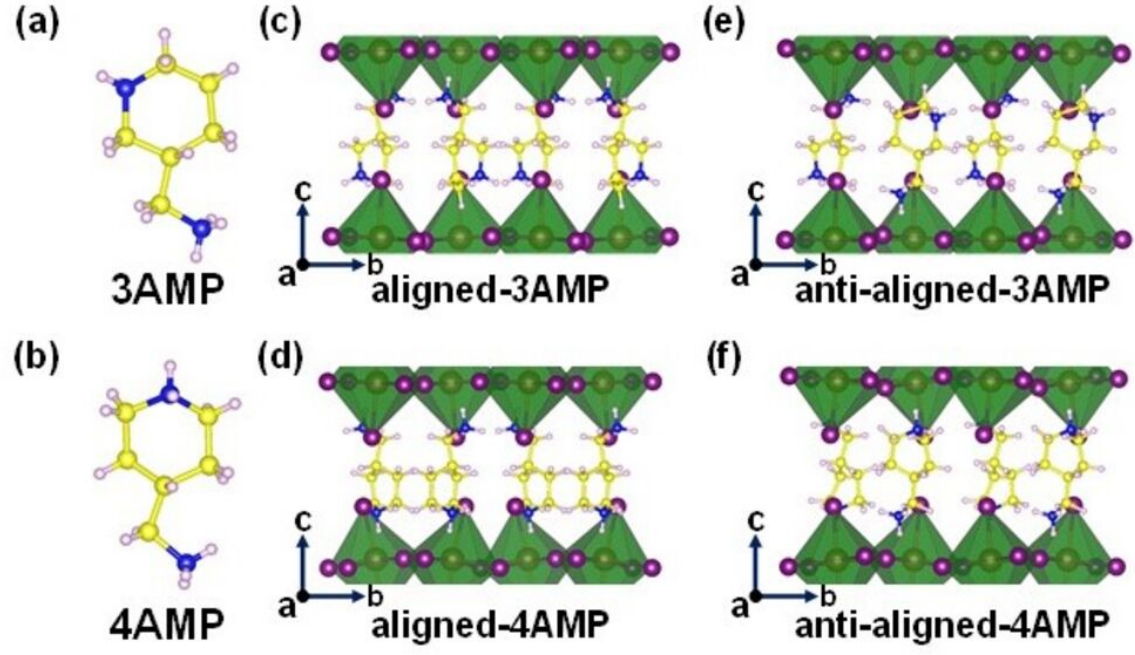 (a)
(c)
(e)
3AMP
c
a
b
aligned-3AMP
c
a
b
anti-aligned-3AMP
(b)
(d)
(f)
4AMP
c
a
b
aligned-4AMP
c
a
b
anti-aligned-4AMP